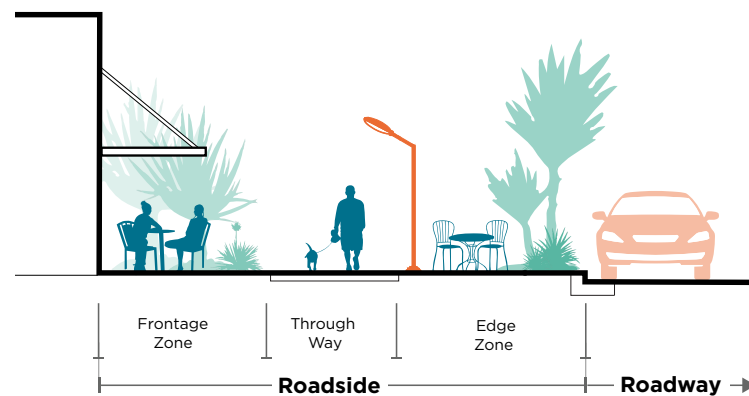 Frontage
Zone
Through
Way
Edge
Zone
Roadside
Roadway